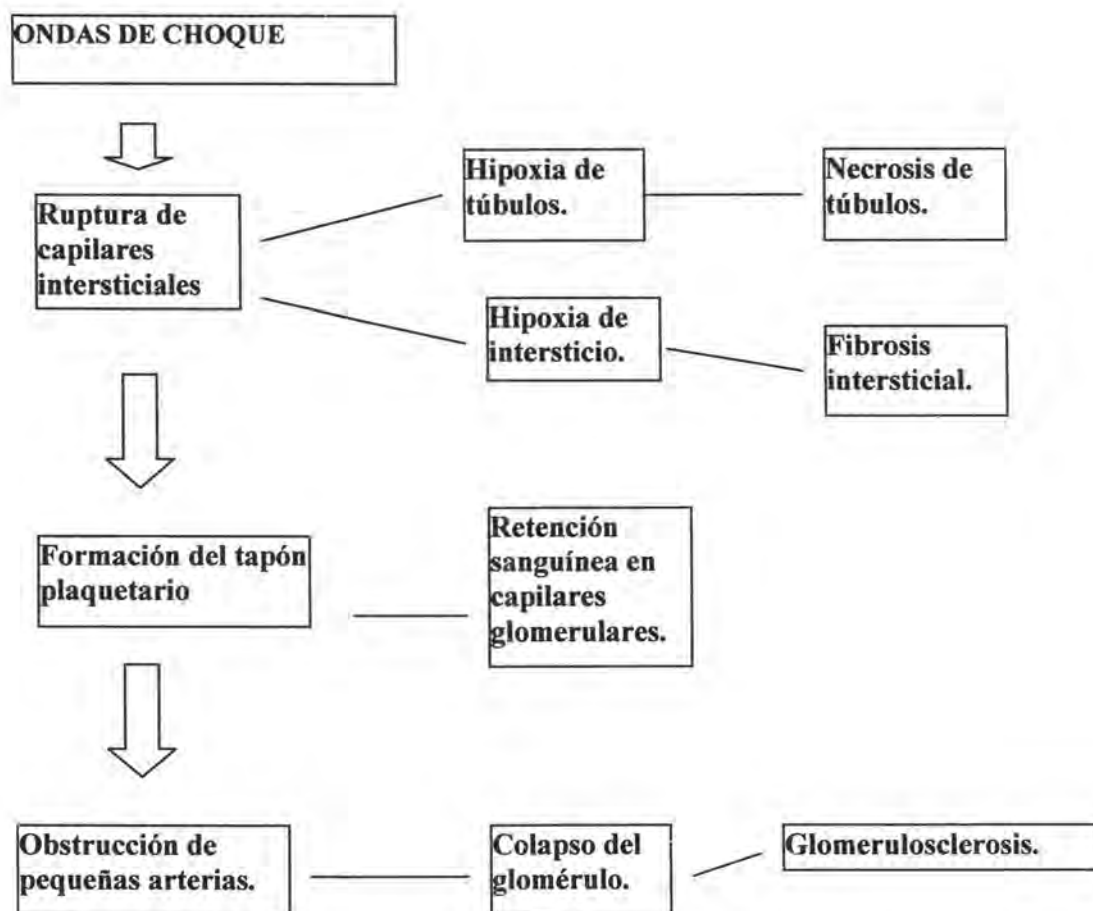 ONDAS DE CHOQUE
Hipoxia de
túbulos.
Necrosis de
túbulos.
Ruptura de
capilares
intersticiales
Hipoxia de
intersticio.
Fibrosis
intersticial.
Formación del tapón
plaquetario
Retención
sanguínea en
capilares
glomerulares.
Obstrucción de
pequeñas arterias.
Colapso del
glomérulo.
Glomerulosclerosis.